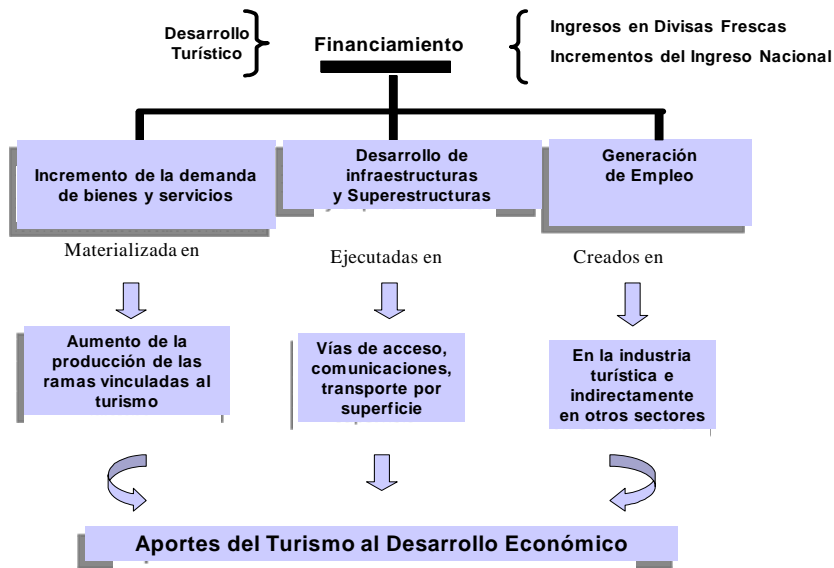 Desarrollo
Turístico
Financiamiento
Ingresos en Divisas Frescas
Incrementos del Ingreso Nacional
Incremento de la demanda
de bienes y servicios
Desarrollo de
infraestructuras
y Superestructuras
Generación
de Empleo
Materializada en
Ejecutadas en
Creados en
Aumento de la
producción de las
ramas vinculadas al
turismo
Vías de acceso,
comunicaciones,
transporte por
superficie
En la industria
turística e
indirectamente
en otros sectores
Aportes del Turismo al Desarrollo Económico